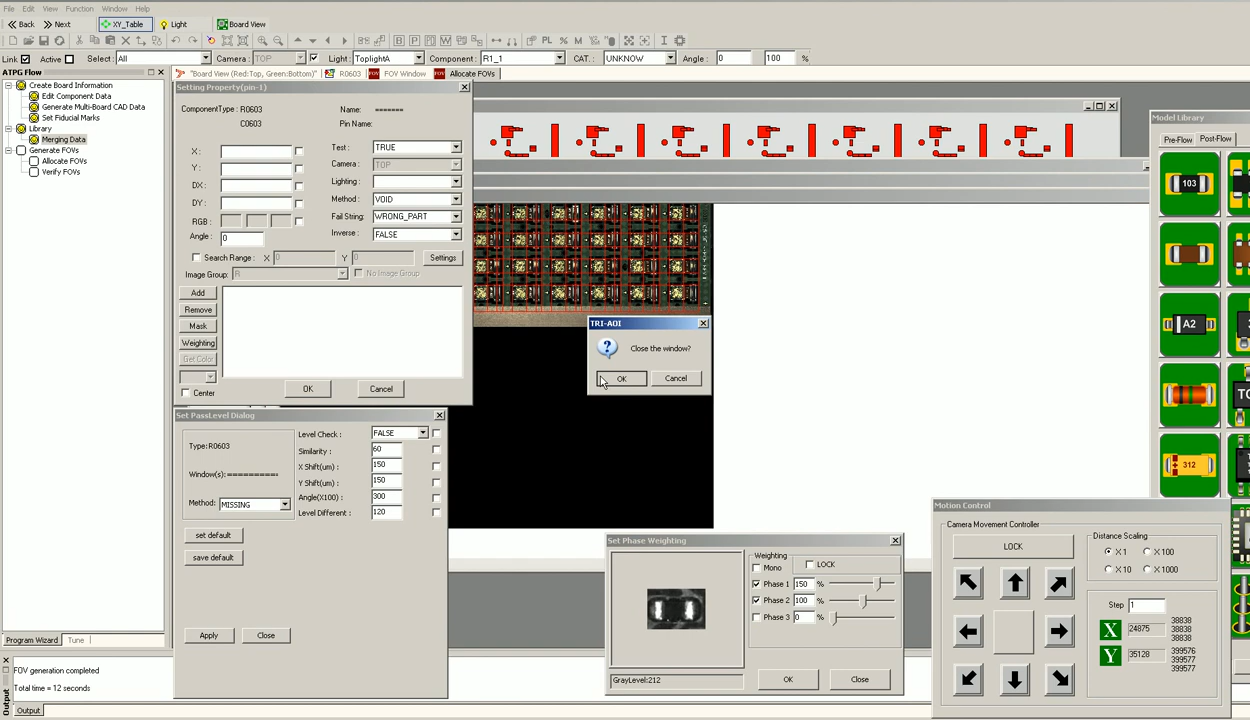 File Edit View Function Window Help
Back Next XY_Table Light Board View
Link Active Select: All Camera: TOP Light: ToplightA Component: R1_1 CAT.: UNKNOW Angle: 0 100 %
ATPG Flow
"Board View (Red:Top, Green:Bottom)" R0603 FOV Window Allocate FOVs
Create Board Information
Edit Component Data
Generate Multi-Board CAD Data
Set Fiducial Marks
Library
Merging Data
Generate FOVs
Allocate FOVs
Verify FOVs
Program Wizard Tune
Setting Property(pin-1)
ComponentType : R0603 Name: =======
C0603 Pin Name:
X : Test : TRUE
Y : Camera : TOP
DX : Lighting :
DY : Method : VOID
RGB : Fail String: WRONG_PART
Angle : 0 Inverse : FALSE
Search Range : X 0 Y 0 Settings
Image Group: R No Image Group
Add
Remove
Mask
Weighting
Get Color
Center
OK Cancel
Set PassLevel Dialog
Type:R0603
Window(s):==========
Method: MISSING
Level Check : FALSE
Similarity : 60
X Shift(um) : 150
Y Shift(um) : 150
Angle(X100) : 300
Level Different : 120
set default
save default
Apply Close
TRI-AOI
Close the window?
OK Cancel
Set Phase Weighting
Weighting
Mono LOCK
Phase 1 150 %
Phase 2 100 %
Phase 3 0 %
GrayLevel:212
OK Close
Model Library
Pre-Flow Post-Flow
103
A2
312
Motion Control
Camera Movement Controller
LOCK
Distance Scaling
X 1 X 100
X 10 X 1000
Step 1
X 24875 38838
38838
38838
Y 35128 399576
399577
399577
FOV generation completed
Total time = 12 seconds
Output
Output